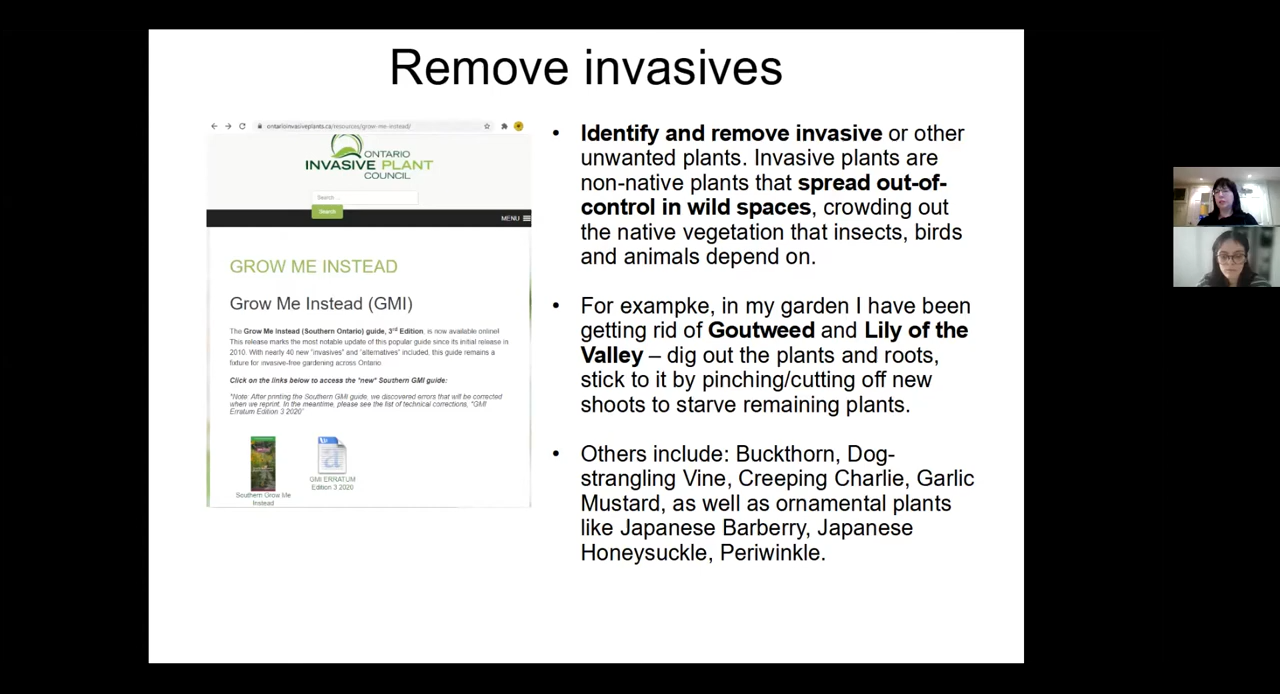 Remove invasives
ontarioinvasiveplants.ca/resources/grow-me-instead/
ONTARIO
INVASIVE PLANT
COUNCIL
Search ...
Search
MENU
GROW ME INSTEAD
Grow Me Instead (GMI)
The Grow Me Instead (Southern Ontario) guide, 3rd Edition, is now available online!
This release marks the most notable update of this popular guide since its initial release in
2010. With nearly 40 new "invasives" and "alternatives" included, this guide remains a
fixture for invasive-free gardening across Ontario.
Click on the links below to access the *new* Southern GMI guide:
*Note: After printing the Southern GMI guide, we discovered errors that will be corrected
when we reprint. In the meantime, please see the list of technical corrections, "GMI
Erratum Edition 3 2020"
Southern Grow Me
Instead
GMI ERRATUM
Edition 3 2020
• Identify and remove invasive or other
unwanted plants. Invasive plants are
non-native plants that spread out-of-
control in wild spaces, crowding out
the native vegetation that insects, birds
and animals depend on.
• For exampke, in my garden I have been
getting rid of Goutweed and Lily of the
Valley – dig out the plants and roots,
stick to it by pinching/cutting off new
shoots to starve remaining plants.
• Others include: Buckthorn, Dog-
strangling Vine, Creeping Charlie, Garlic
Mustard, as well as ornamental plants
like Japanese Barberry, Japanese
Honeysuckle, Periwinkle.